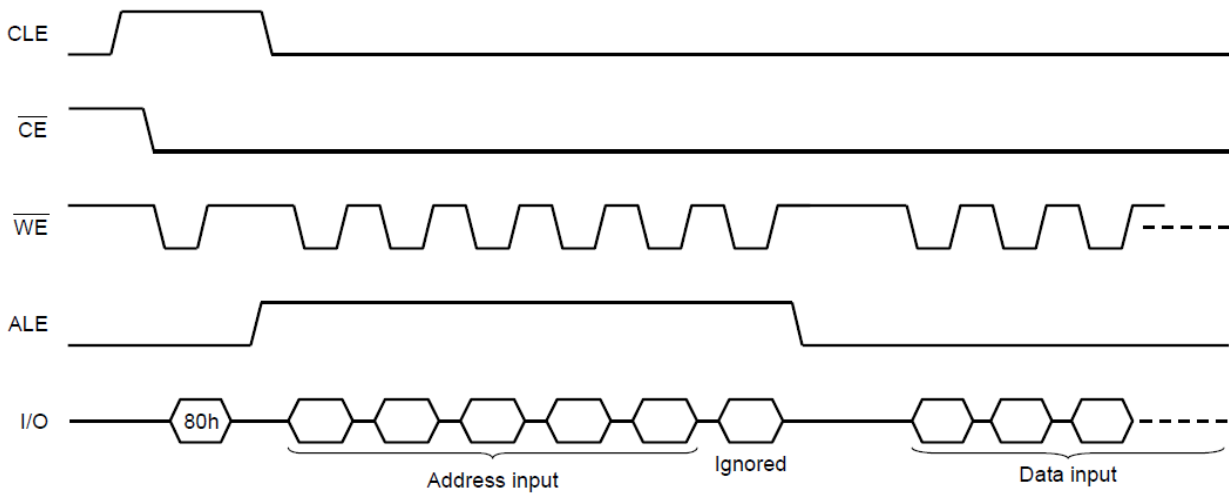 CLE
CE
WE
ALE
I/O
80h
Address input
Ignored
Data input